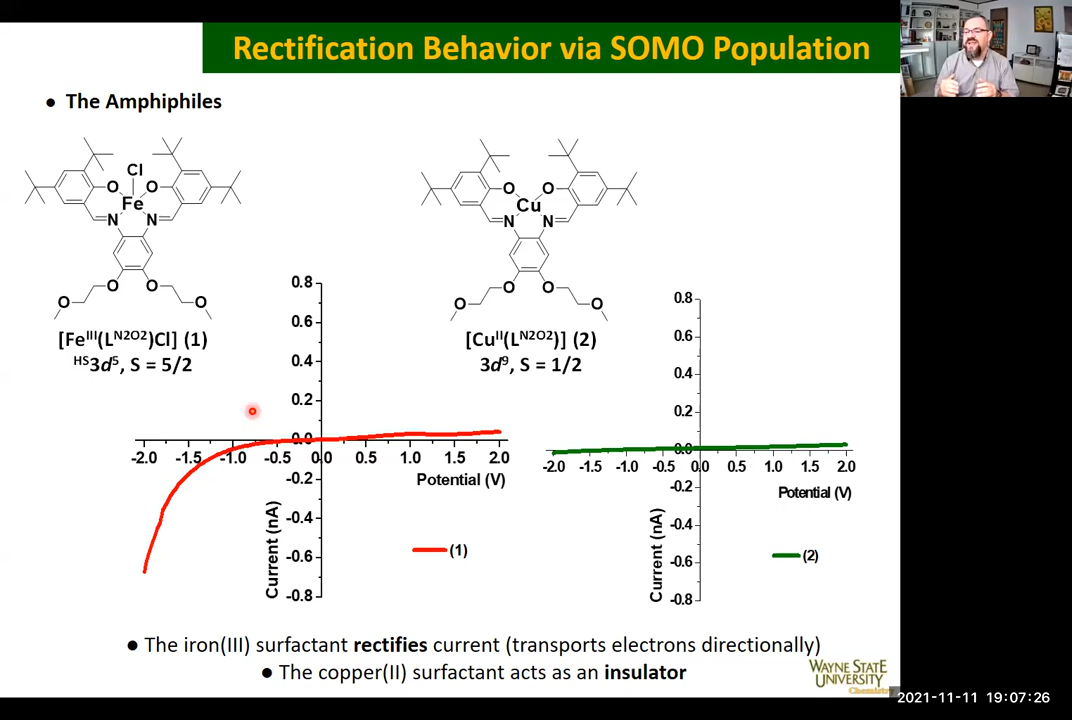 Rectification Behavior via SOMO Population
● The Amphiphiles
Cl
O O
Fe
N N
O O
O O
[Feᴵᴵᴵ(Lᴺ²ᴼ²)Cl] (1)
ᴴˢ3d⁵, S = 5/2
O O
Cu
N N
O O
O O
[Cuᴵᴵ(Lᴺ²ᴼ²)] (2)
3d⁹, S = 1/2
0.8
0.6
0.4
0.2
0.0
-0.2
-0.4
-0.6
-0.8
-2.0 -1.5 -1.0 -0.5 0.0 0.5 1.0 1.5 2.0
Potential (V)
Current (nA)
(1)
0.8
0.6
0.4
0.2
0.0
-0.2
-0.4
-0.6
-0.8
-2.0 -1.5 -1.0 -0.5 0.0 0.5 1.0 1.5 2.0
Potential (V)
Current (nA)
(2)
● The iron(III) surfactant rectifies current (transports electrons directionally)
● The copper(II) surfactant acts as an insulator
WAYNE STATE
UNIVERSITY
Chemistry
2021-11-11 19:07:26